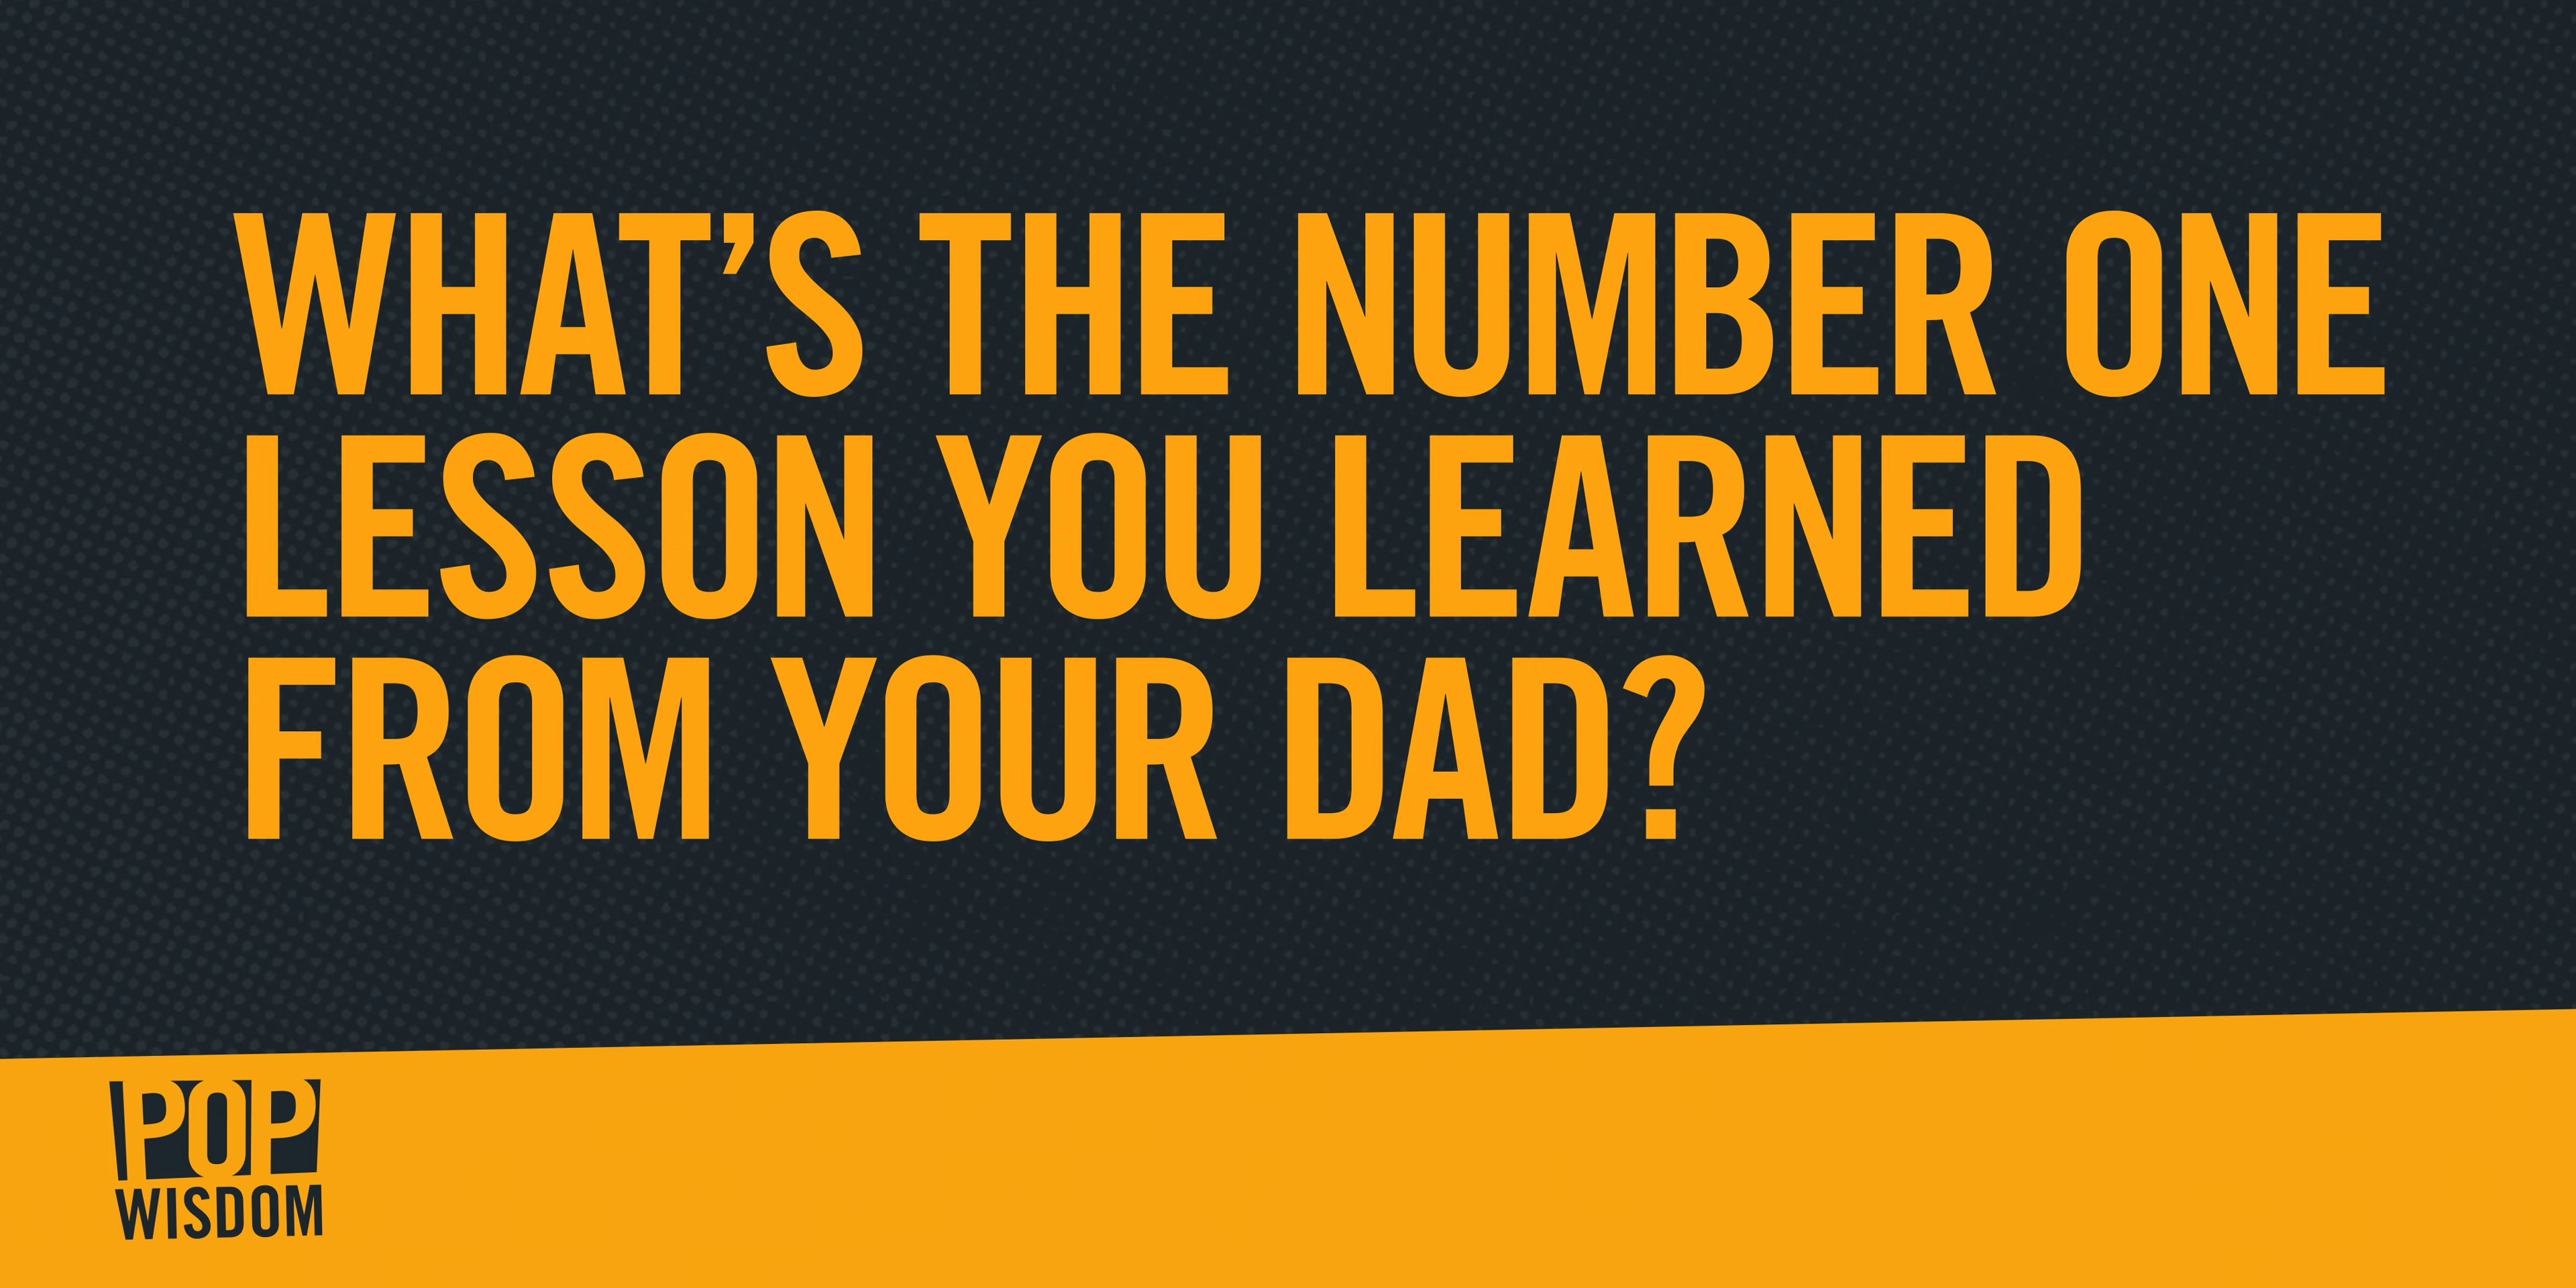 WHAT’S THE NUMBER ONE
LESSON YOU LEARNED
FROM YOUR DAD?
POP
WISDOM